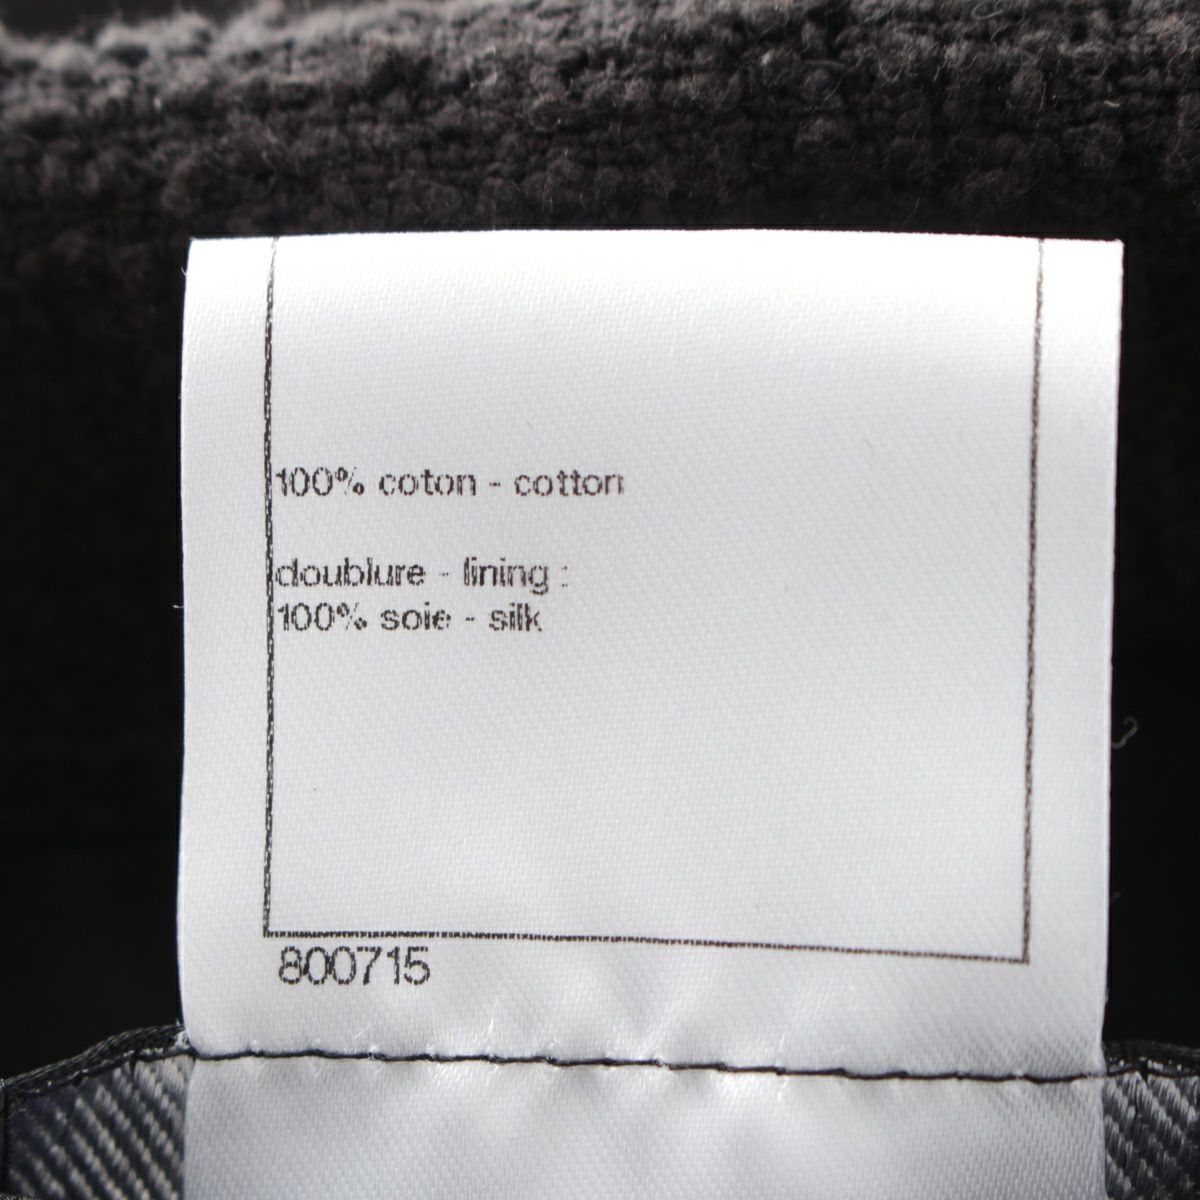 100% coton - cotton
doublure - lining :
100% soie - silk
800715